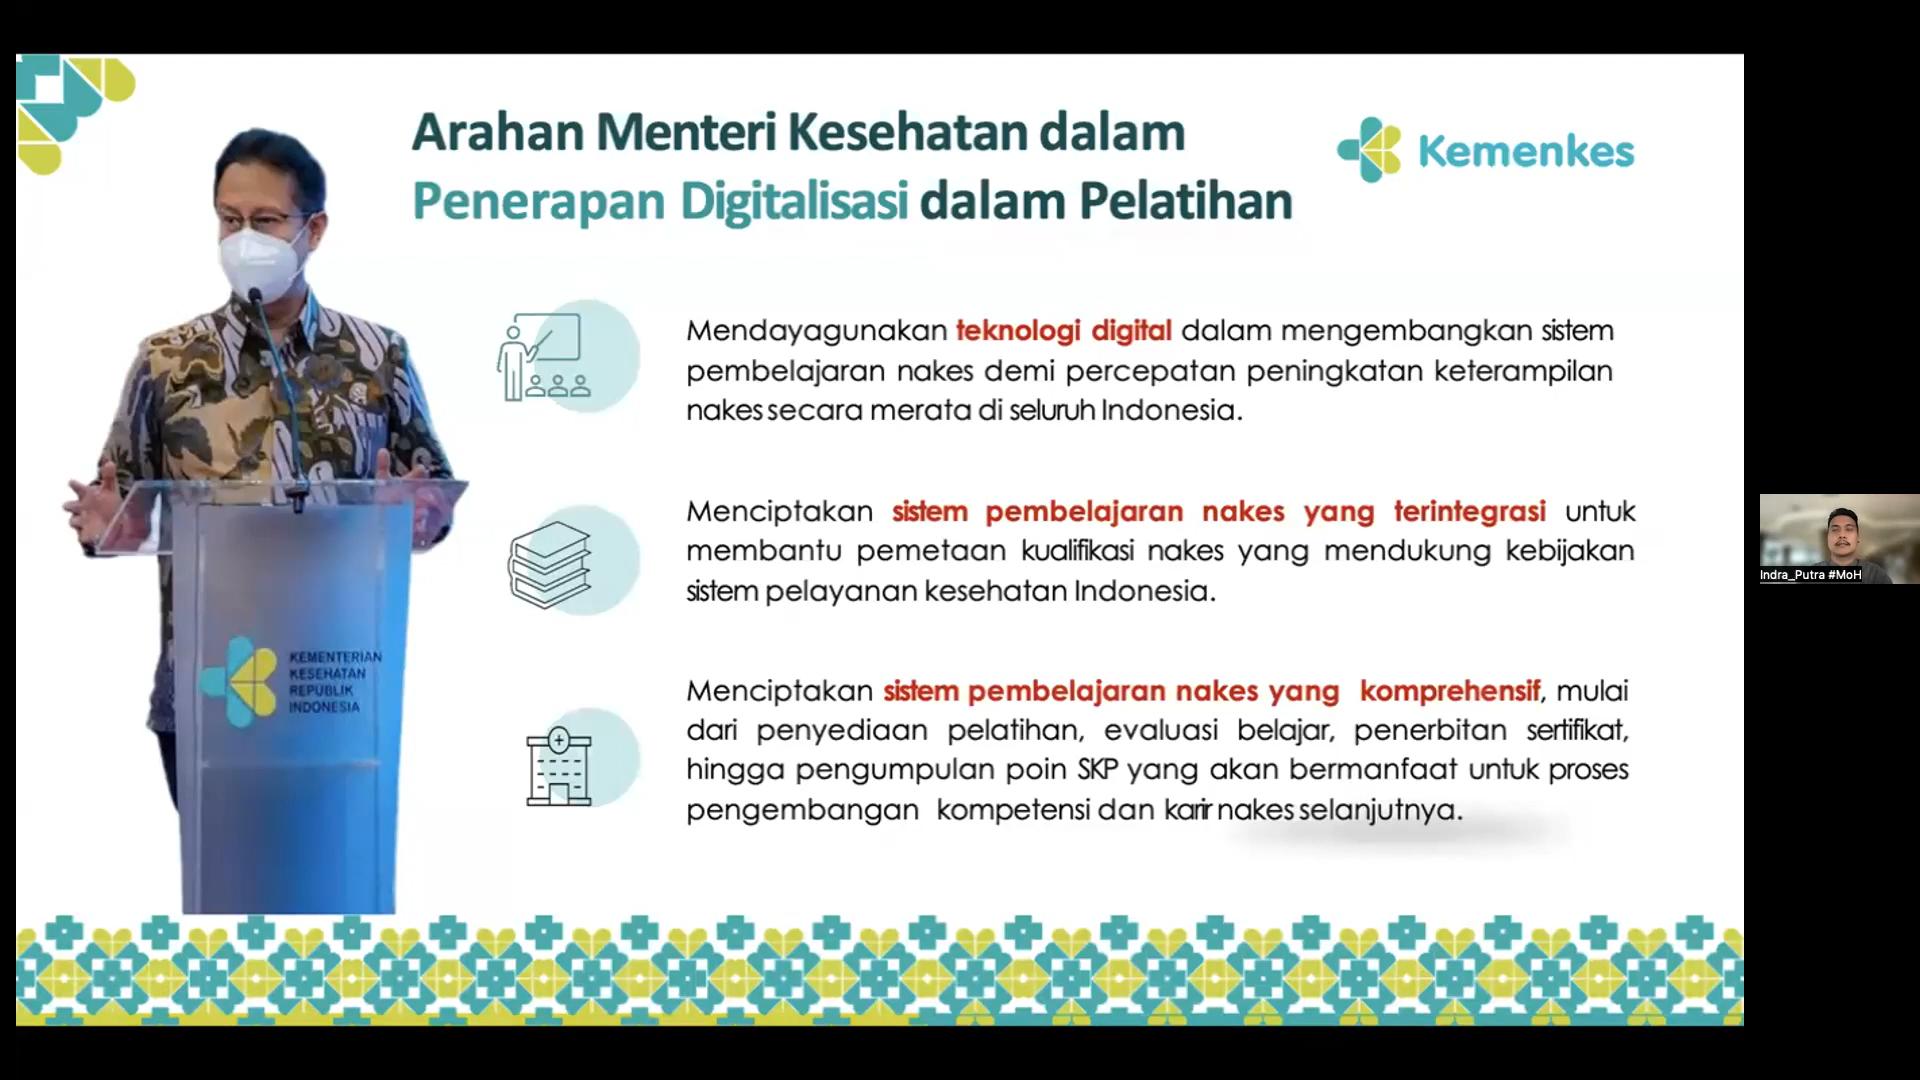 Arahan Menteri Kesehatan dalam
Penerapan Digitalisasi dalam Pelatihan
Kemenkes
Mendayagunakan teknologi digital dalam mengembangkan sistem
pembelajaran nakes demi percepatan peningkatan keterampilan
nakes secara merata di seluruh Indonesia.
Menciptakan sistem pembelajaran nakes yang terintegrasi untuk
membantu pemetaan kualifikasi nakes yang mendukung kebijakan
sistem pelayanan kesehatan Indonesia.
Menciptakan sistem pembelajaran nakes yang komprehensif, mulai
dari penyediaan pelatihan, evaluasi belajar, penerbitan sertifikat,
hingga pengumpulan poin SKP yang akan bermanfaat untuk proses
pengembangan kompetensi dan karir nakes selanjutnya.
KEMENTERIAN
KESEHATAN
REPUBLIK
INDONESIA
Indra_Putra #MoH